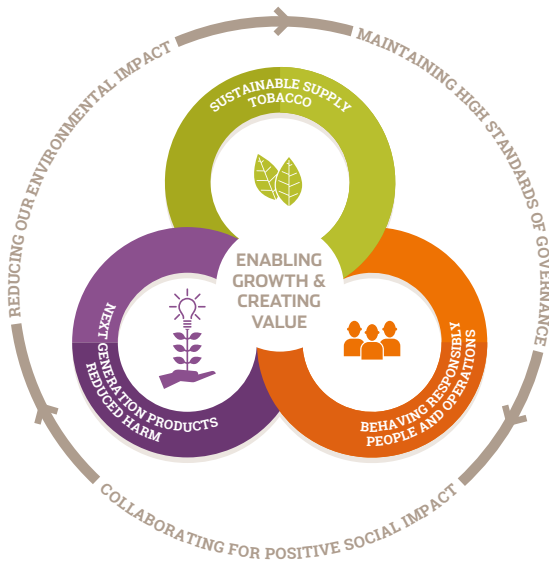 REDUCING OUR ENVIRONMENTAL IMPACT
MAINTAINING HIGH STANDARDS OF GOVERNANCE
SUSTAINABLE SUPPLY
TOBACCO
ENABLING
GROWTH &
CREATING
VALUE
NEXT GENERATION PRODUCTS
REDUCED HARM
BEHAVING RESPONSIBLY
PEOPLE AND OPERATIONS
COLLABORATING FOR POSITIVE SOCIAL IMPACT